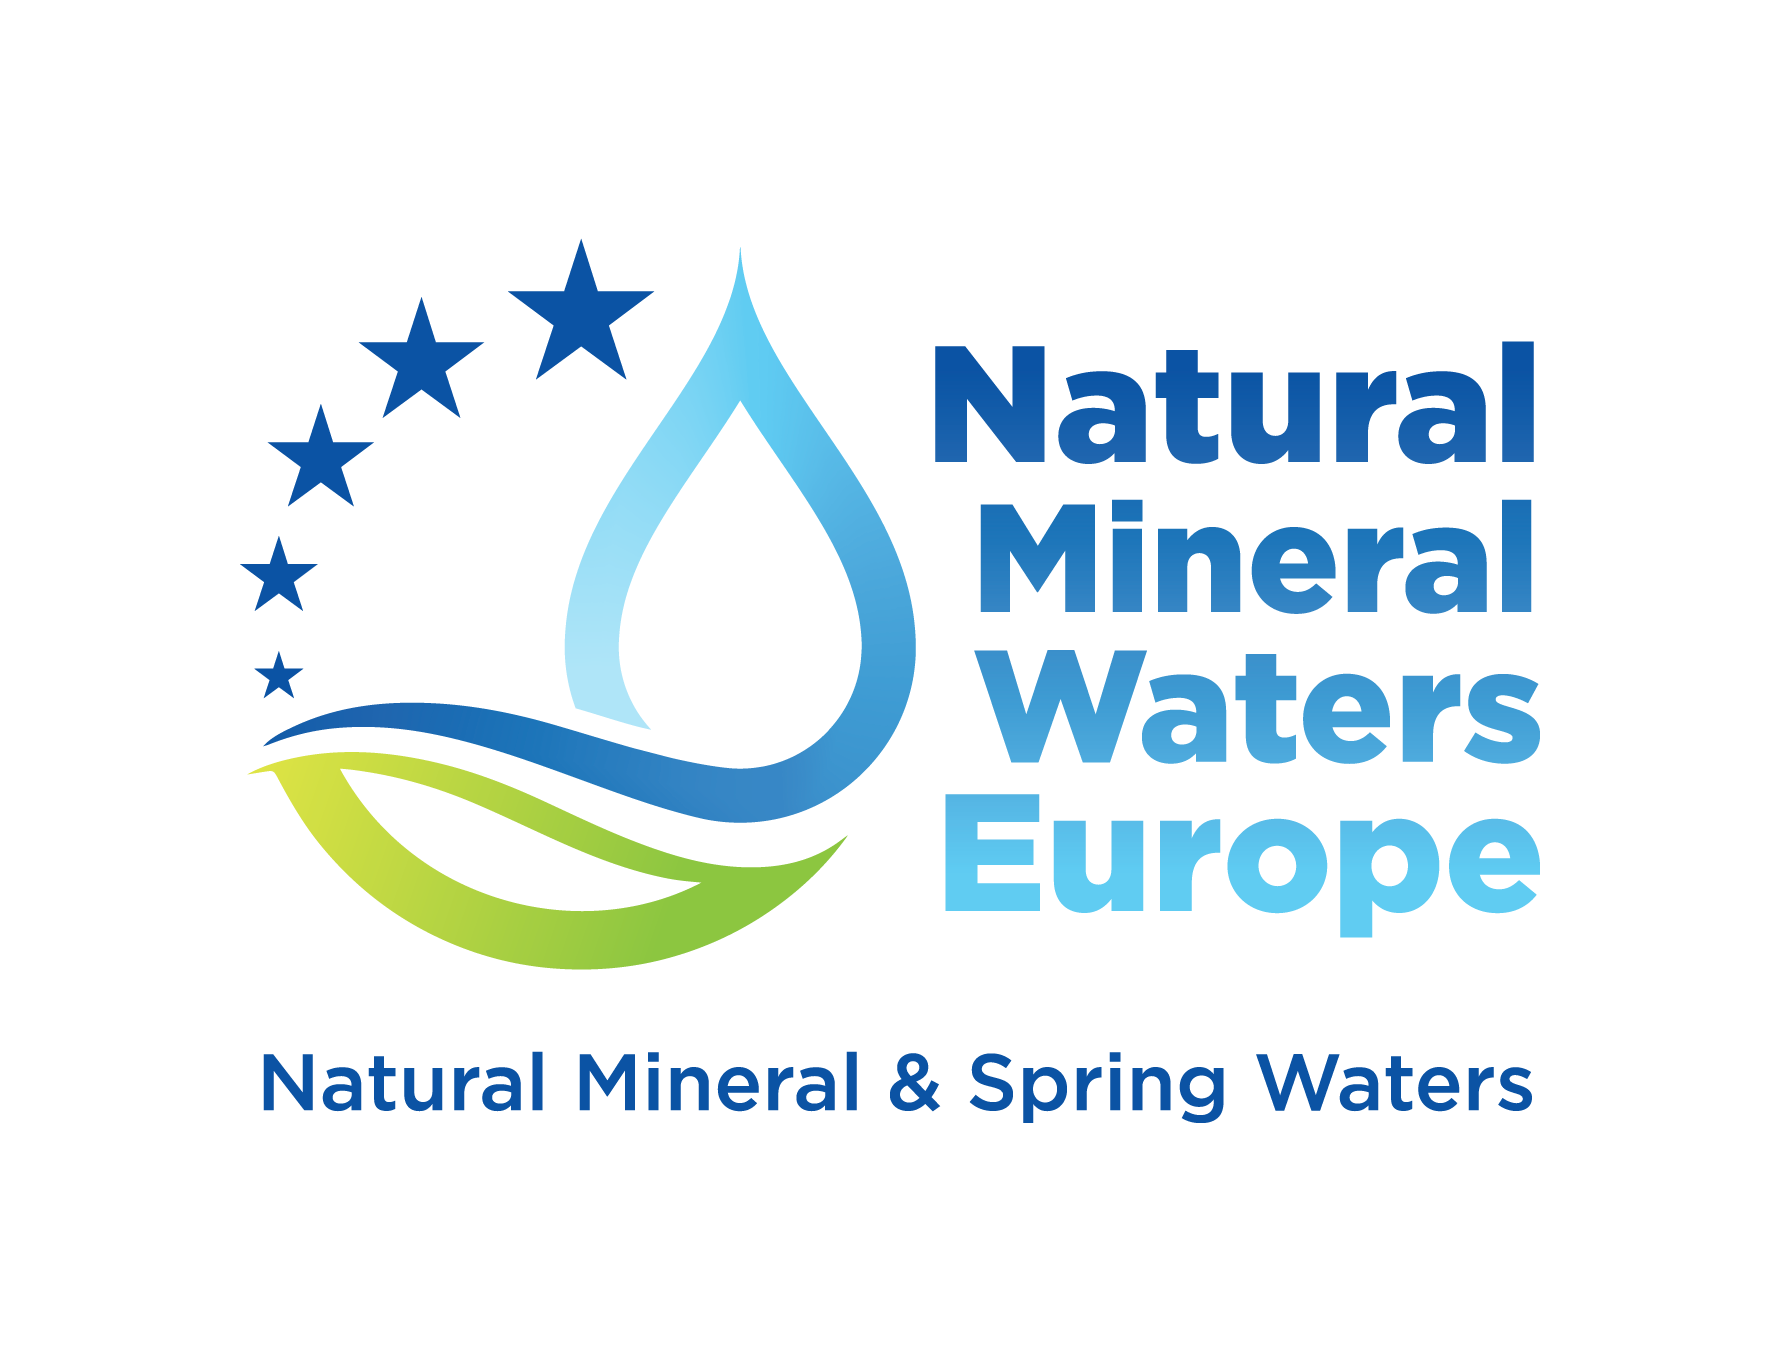 Natural
Mineral
Waters
Europe
Natural Mineral & Spring Waters